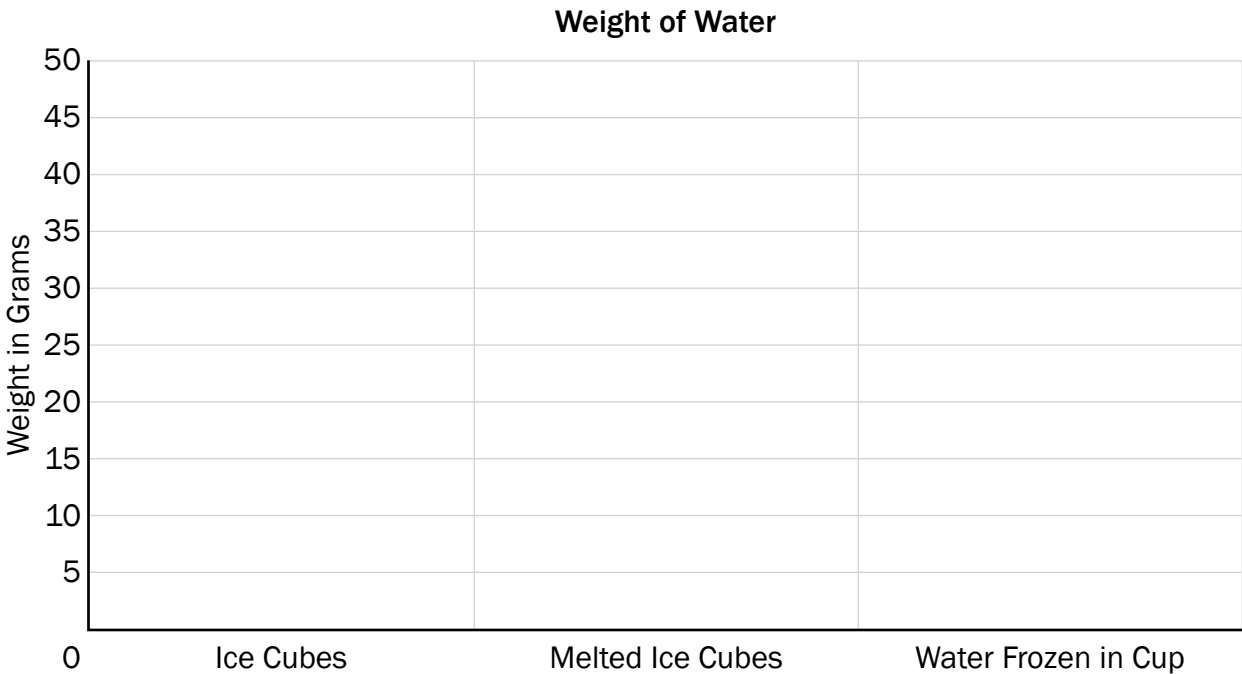 Weight of Water
Weight in Grams
50
45
40
35
30
25
20
15
10
5
0
Ice Cubes
Melted Ice Cubes
Water Frozen in Cup